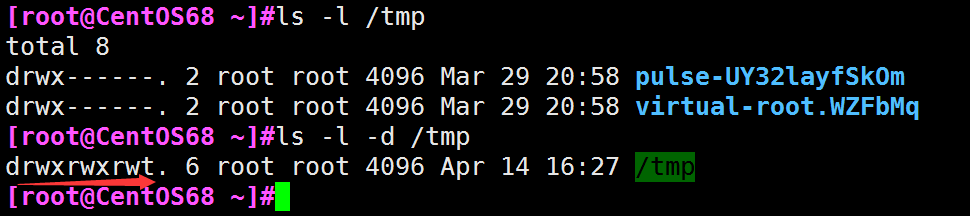 [root@CentOS68 ~]#ls -l /tmp
total 8
drwx------. 2 root root 4096 Mar 29 20:58 pulse-UY32layfSkOm
drwx------. 2 root root 4096 Mar 29 20:58 virtual-root.WZFbMq
[root@CentOS68 ~]#ls -l -d /tmp
drwxrwxrwt. 6 root root 4096 Apr 14 16:27 /tmp
[root@CentOS68 ~]#